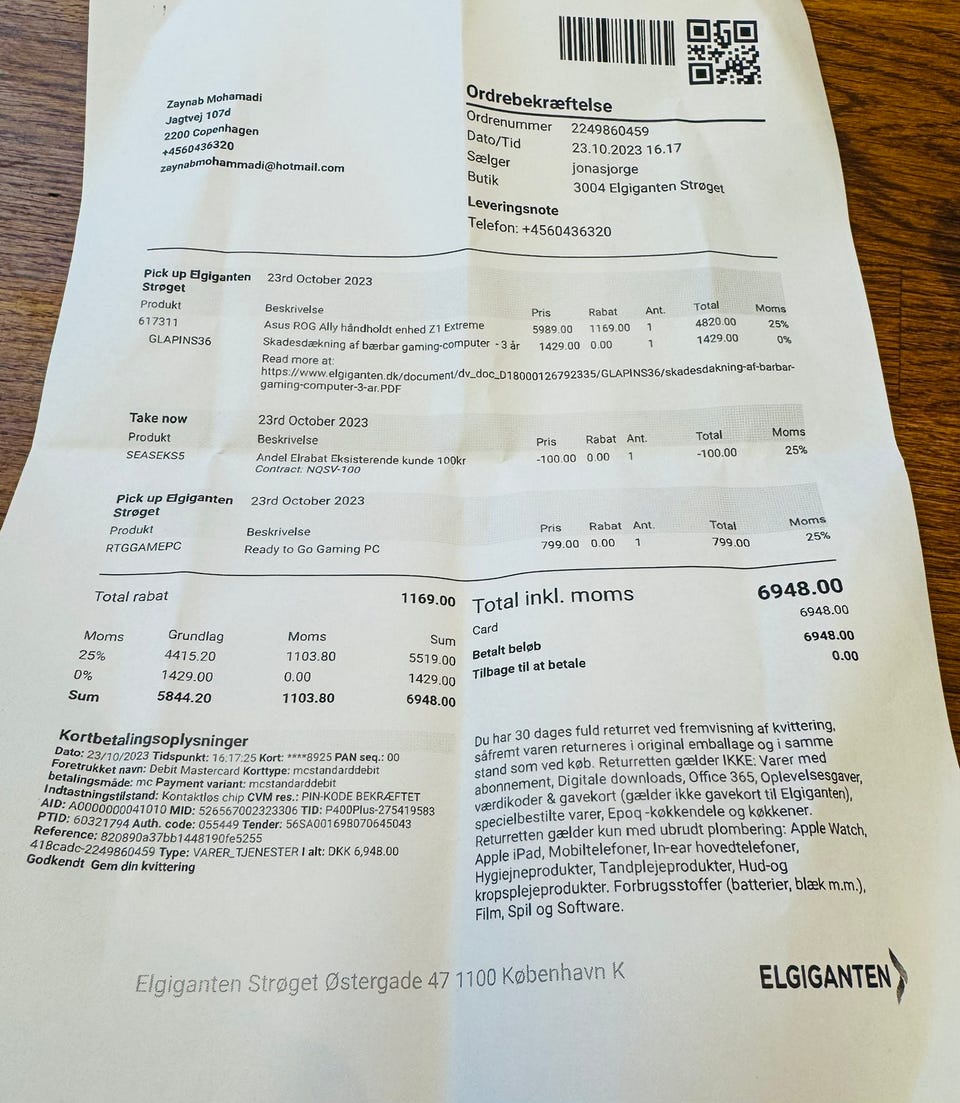 Zaynab Mohamadi
Jagtvej 107d
2200 Copenhagen
+4560436320
zaynabmohammadi@hotmail.com
Ordrebekræftelse
Ordrenummer 2249860459
Dato/Tid 23.10.2023 16.17
Sælger jonasjorge
Butik 3004 Elgiganten Strøget
Leveringsnote
Telefon: +4560436320
Pick up Elgiganten Strøget 23rd October 2023
Produkt Beskrivelse Pris Rabat Ant. Total Moms
617311 Asus ROG Ally håndholdt enhed Z1 Extreme 5989.00 1169.00 1 4820.00 25%
GLAPINS36 Skadesdækning af bærbar gaming-computer - 3 år 1429.00 0.00 1 1429.00 0%
Read more at:
https://www.elgiganten.dk/document/dv_doc_D18000126792335/GLAPINS36/skadesdakning-af-barbar-
gaming-computer-3-ar.PDF
Take now 23rd October 2023
Produkt Beskrivelse Pris Rabat Ant. Total Moms
SEASEKS5 Andel Elrabat Eksisterende kunde 100kr -100.00 0.00 1 -100.00 25%
Contract: NQSV-100
Pick up Elgiganten Strøget 23rd October 2023
Produkt Beskrivelse Pris Rabat Ant. Total Moms
RTGGAMEPC Ready to Go Gaming PC 799.00 0.00 1 799.00 25%
Total rabat 1169.00
Moms Grundlag Moms Sum
25% 4415.20 1103.80 5519.00
0% 1429.00 0.00 1429.00
Sum 5844.20 1103.80 6948.00
Total inkl. moms 6948.00
Card 6948.00
Betalt beløb 6948.00
Tilbage til at betale 0.00
Kortbetalingsoplysninger
Dato: 23/10/2023 Tidspunkt: 16:17:25 Kort: ****8925 PAN seq.: 00
Foretrukket navn: Debit Mastercard Korttype: mcstandarddebit
betalingsmåde: mc Payment variant: mcstandarddebit
Indtastningstilstand: Kontaktløs chip CVM res.: PIN-KODE BEKRÆFTET
AID: A0000000041010 MID: 526567002323306 TID: P400Plus-275419583
PTID: 60321794 Auth. code: 055449 Tender: 56SA001698070645043
Reference: 820890a37bb1448190fe5255
418cadc-2249860459 Type: VARER_TJENESTER I alt: DKK 6,948.00
Godkendt Gem din kvittering
Du har 30 dages fuld returret ved fremvisning af kvittering,
såfremt varen returneres i original emballage og i samme
stand som ved køb. Returretten gælder IKKE: Varer med
abonnement, Digitale downloads, Office 365, Oplevelsesgaver,
værdikoder & gavekort (gælder ikke gavekort til Elgiganten),
specielbestilte varer, Epoq -køkkendele og køkkener.
Returretten gælder kun med ubrudt plombering: Apple Watch,
Apple iPad, Mobiltelefoner, In-ear hovedtelefoner,
Hygiejneprodukter, Tandplejeprodukter, Hud-og
kropsplejeprodukter. Forbrugsstoffer (batterier, blæk m.m.),
Film, Spil og Software.
Elgiganten Strøget Østergade 47 1100 København K
ELGIGANTEN